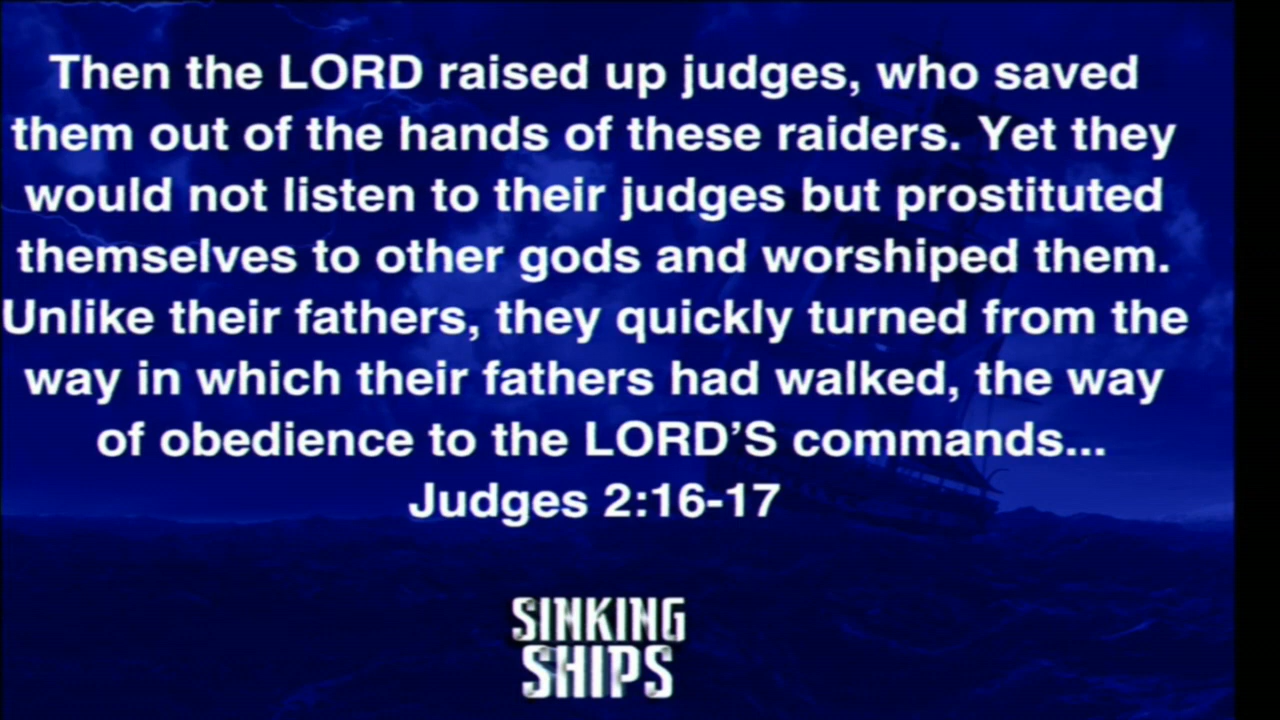 Then the LORD raised up judges, who saved
them out of the hands of these raiders. Yet they
would not listen to their judges but prostituted
themselves to other gods and worshiped them.
Unlike their fathers, they quickly turned from the
way in which their fathers had walked, the way
of obedience to the LORD’S commands...
Judges 2:16-17
SINKING
SHIPS